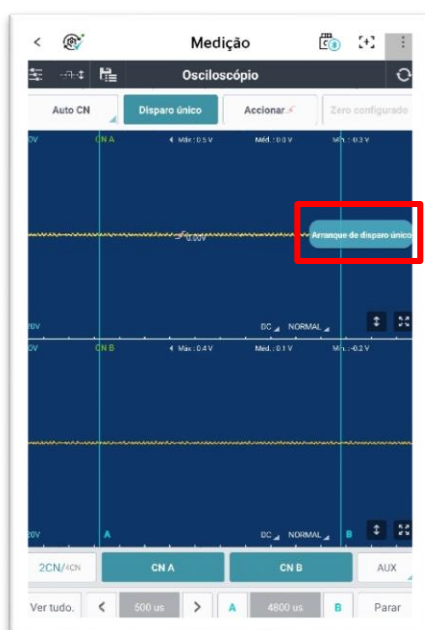 Medição
Osciloscópio
Auto CN Disparo único Accionar Zero configurado
CN A Máx.: 0.5 V Méd.: 0.0 V Mín.: -0.3 V
0.00V
Arranque de disparo único
DC NORMAL
CN B Máx.: 0.4 V Méd.: 0.1 V -0.2 V
A DC NORMAL B
2CN/4CN CN A CN B AUX
Ver tudo. < 500 us > A 4800 us B Parar